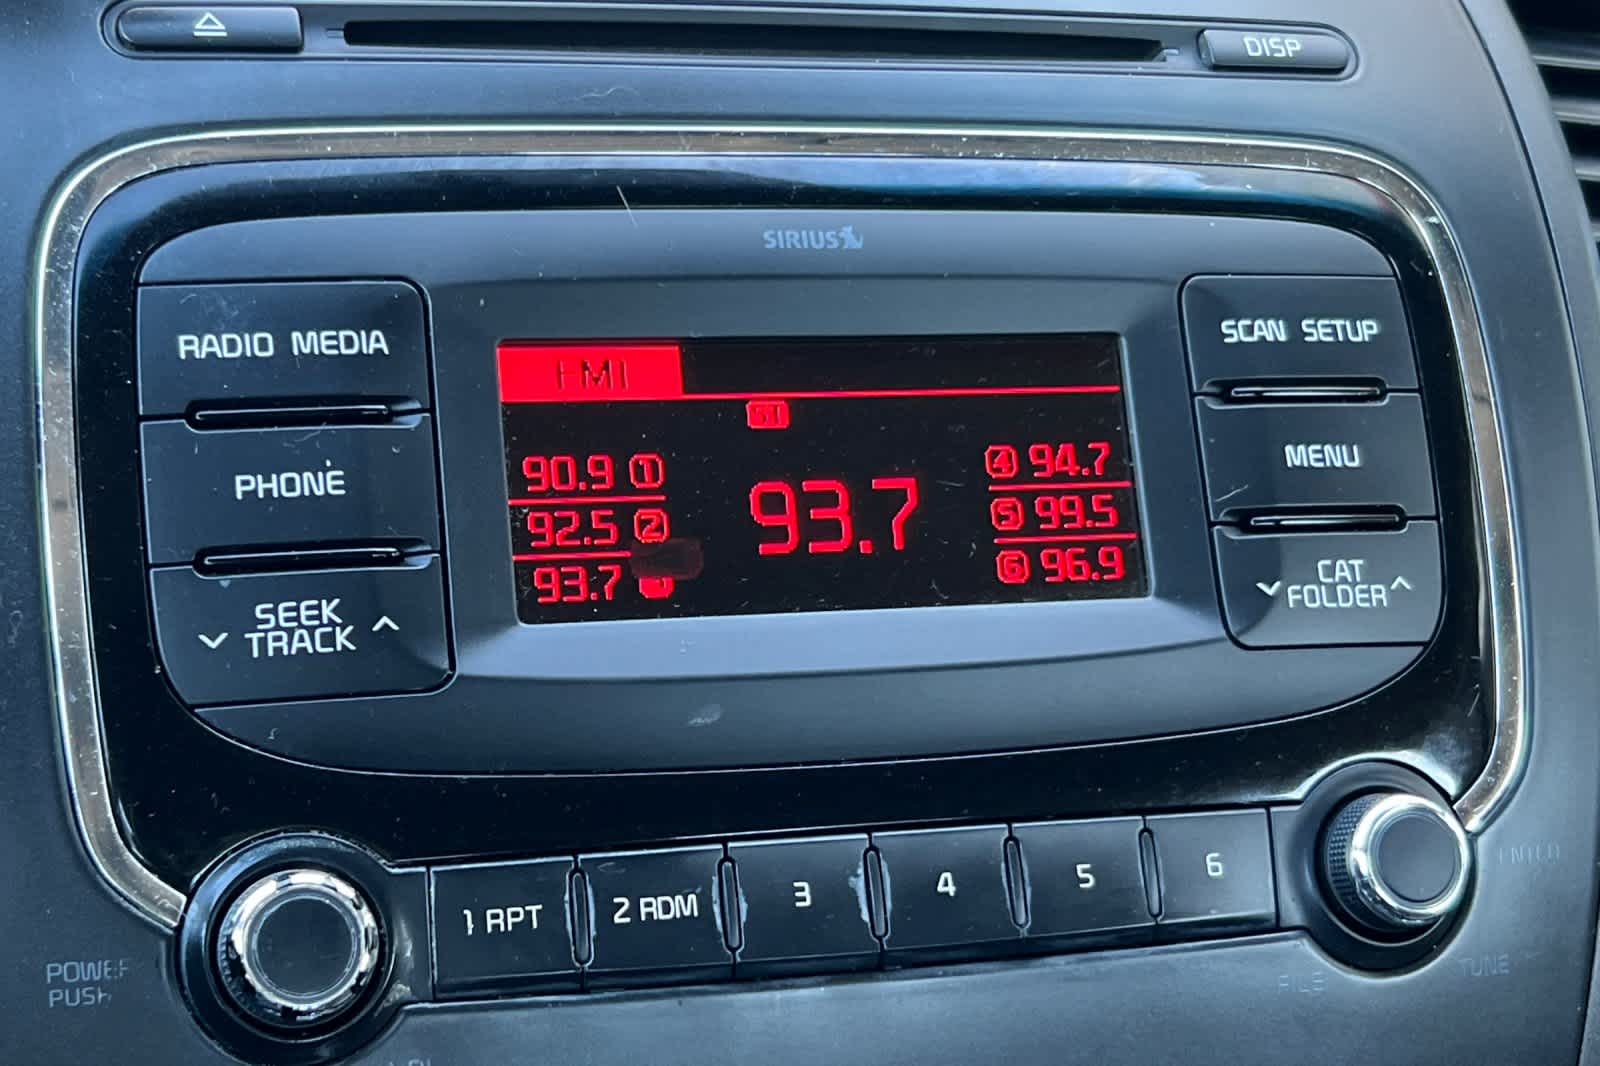 DISP
SIRIUS
RADIO MEDIA
PHONE
SEEK
TRACK
FM1
ST
90.9 1
92.5 2
93.7
93.7
4 94.7
5 99.5
6 96.9
SCAN SETUP
MENU
CAT
FOLDER
1 RPT
2 RDM
3
4
5
6
POWER
PUSH
FILE
TUNE